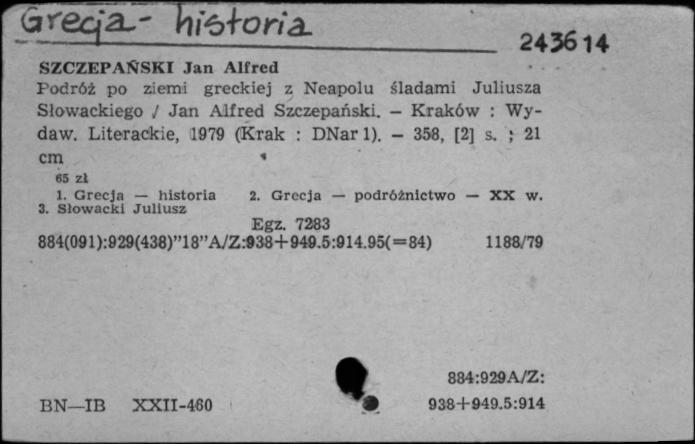 Grecja - historia
243614
SZCZEPAŃSKI Jan Alfred
Podróż po ziemi greckiej z Neapolu śladami Juliusza
Słowackiego / Jan Alfred Szczepański. — Kraków : Wy-
daw. Literackie, 1979 (Krak : DNar 1). — 358, [2] s. ; 21
cm
65 zł
1. Grecja — historia 2. Grecja — podróżnictwo — XX w.
3. Słowacki Juliusz
Egz. 7283
884(091):929(438)"18"A/Z:938+949.5:914.95(=84) 1188/79
884:929A/Z:
BN—IB XXII-460 938+949.5:914